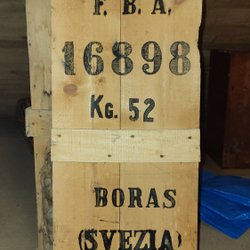 F. B. A.
16898
KG. 52
BORAS
(SVEZIA)